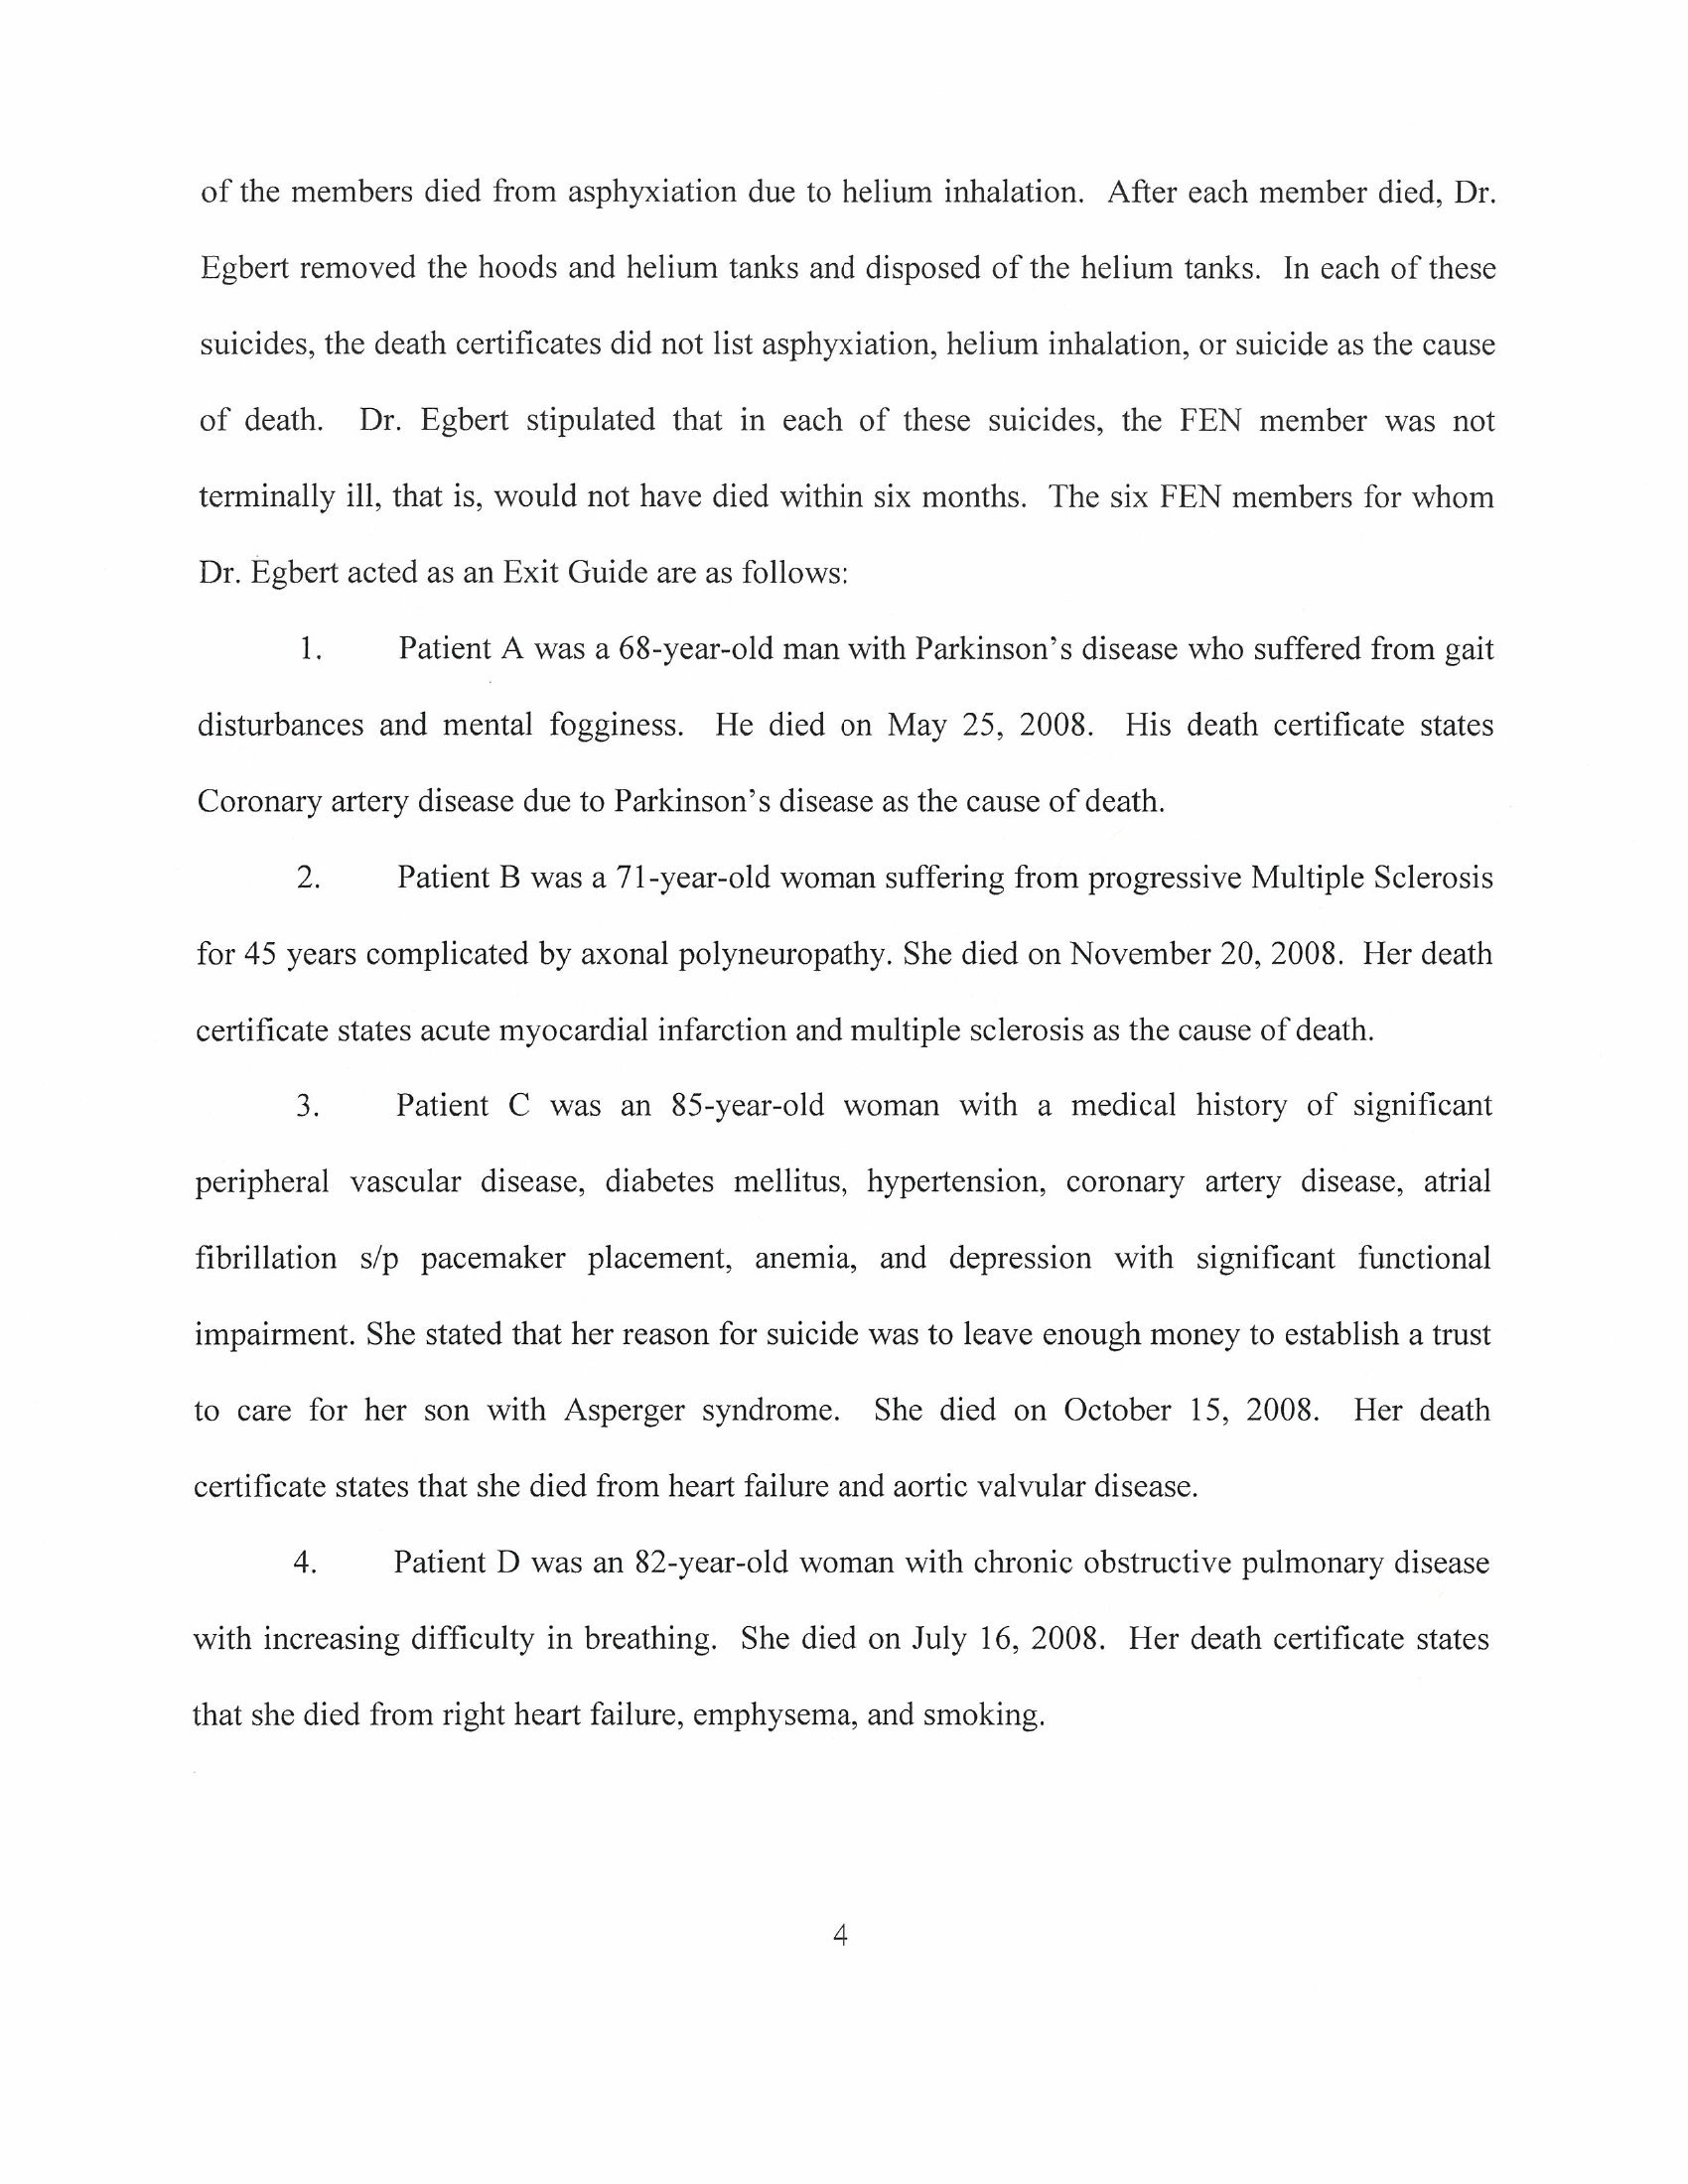 of the members died from asphyxiation due to helium inhalation. After each member died, Dr.
Egbert removed the hoods and helium tanks and disposed of the helium tanks. In each of these
suicides, the death certificates did not list asphyxiation, helium inhalation, or suicide as the cause
of death. Dr. Egbert stipulated that in each of these suicides, the FEN member was not
terminally ill, that is, would not have died within six months. The six FEN members for whom
Dr. Egbert acted as an Exit Guide are as follows:
1. Patient A was a 68-year-old man with Parkinson's disease who suffered from gait
disturbances and mental fogginess. He died on May 25, 2008. His death certificate states
Coronary artery disease due to Parkinson's disease as the cause of death.
2. Patient B was a 71-year-old woman suffering from progressive Multiple Sclerosis
for 45 years complicated by axonal polyneuropathy. She died on November 20, 2008. Her death
certificate states acute myocardial infarction and multiple sclerosis as the cause of death.
3. Patient C was an 85-year-old woman with a medical history of significant
peripheral vascular disease, diabetes mellitus, hypertension, coronary artery disease, atrial
fibrillation s/p pacemaker placement, anemia, and depression with significant functional
impairment. She stated that her reason for suicide was to leave enough money to establish a trust
to care for her son with Asperger syndrome. She died on October 15, 2008. Her death
certificate states that she died from heart failure and aortic valvular disease.
4. Patient D was an 82-year-old woman with chronic obstructive pulmonary disease
with increasing difficulty in breathing. She died on July 16, 2008. Her death certificate states
that she died from right heart failure, emphysema, and smoking.
4